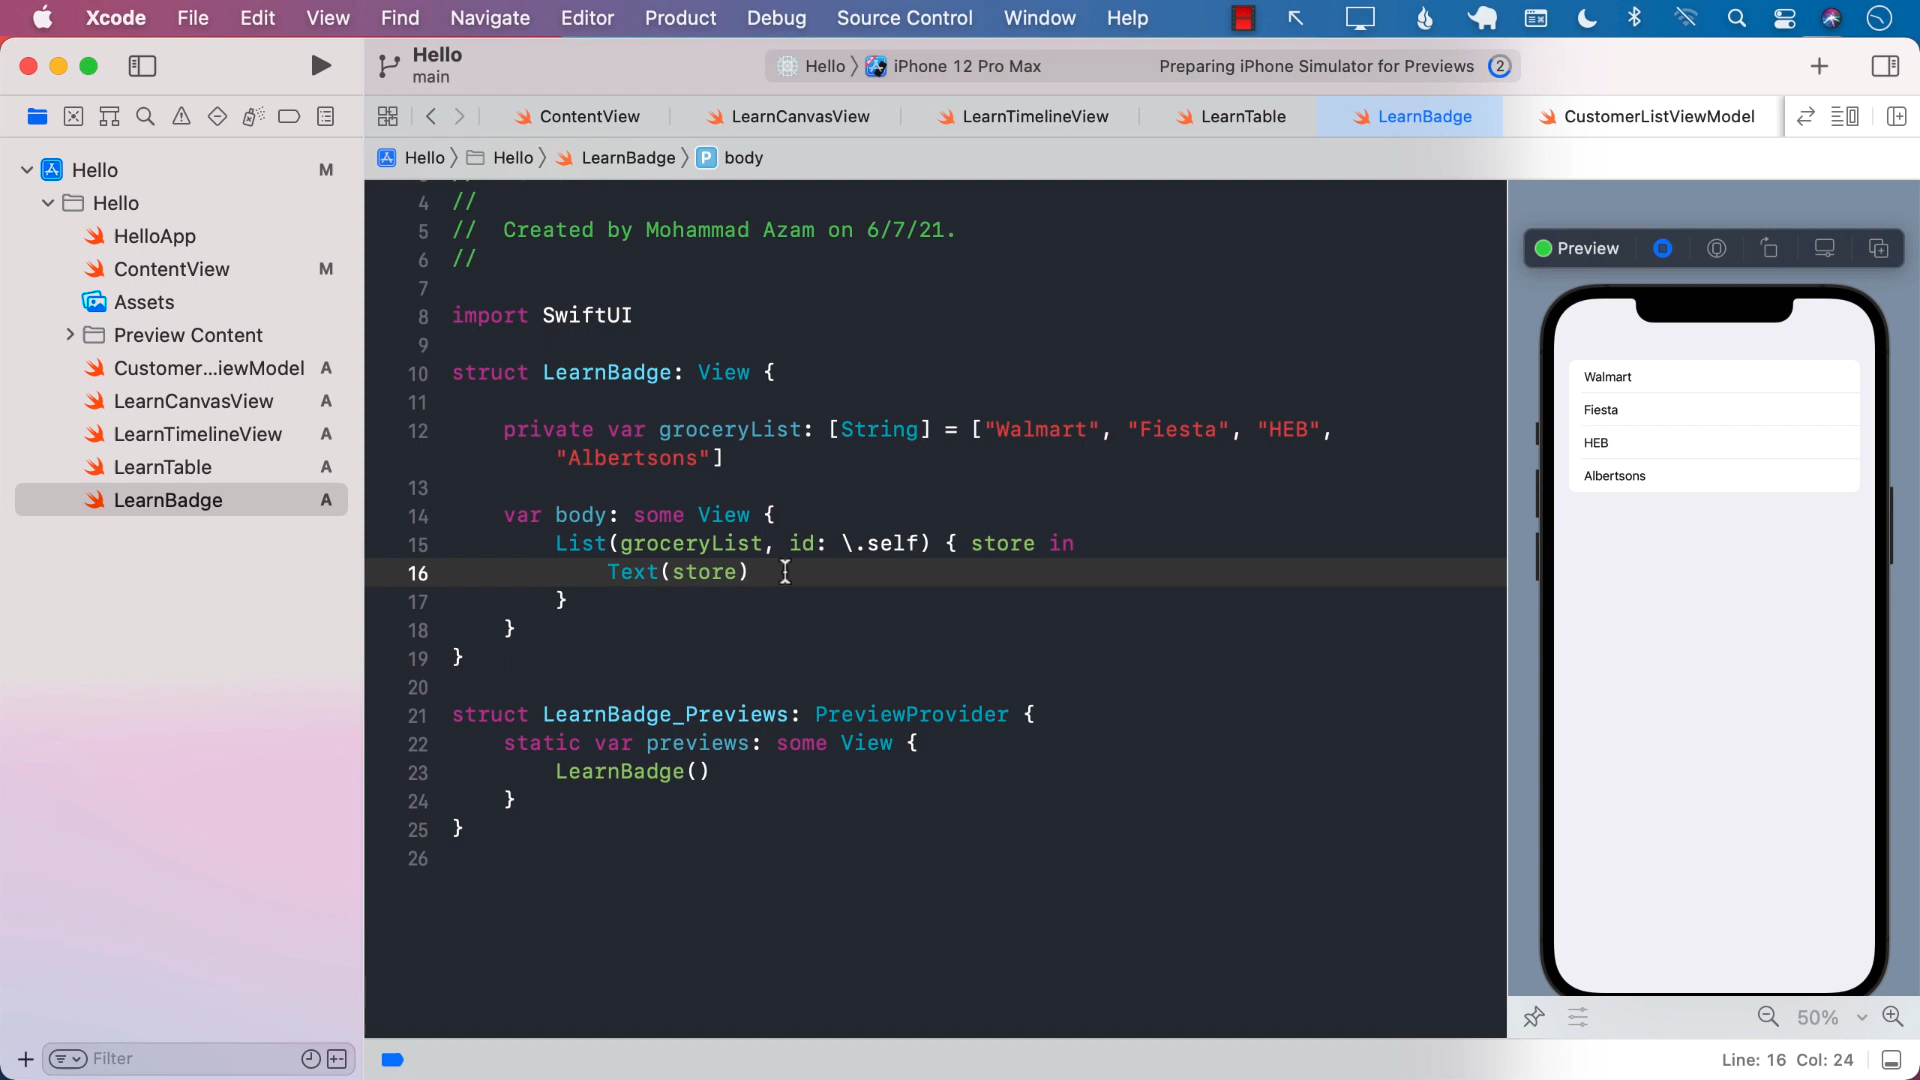 Xcode File Edit View Find Navigate Editor Product Debug Source Control Window Help
Hello
main
Hello iPhone 12 Pro Max Preparing iPhone Simulator for Previews 2
ContentView LearnCanvasView LearnTimelineView LearnTable LearnBadge CustomerListViewModel
Hello Hello LearnBadge P body
Hello M
Hello
HelloApp
ContentView M
Assets
Preview Content
Customer...iewModel A
LearnCanvasView A
LearnTimelineView A
LearnTable A
LearnBadge A
Filter
4 //
5 // Created by Mohammad Azam on 6/7/21.
6 //
7
8 import SwiftUI
9
10 struct LearnBadge: View {
11
12 private var groceryList: [String] = ["Walmart", "Fiesta", "HEB",
"Albertsons"]
13
14 var body: some View {
15 List(groceryList, id: \.self) { store in
16 Text(store)
17 }
18 }
19 }
20
21 struct LearnBadge_Previews: PreviewProvider {
22 static var previews: some View {
23 LearnBadge()
24 }
25 }
26
Preview
Walmart
Fiesta
HEB
Albertsons
50%
Line: 16 Col: 24